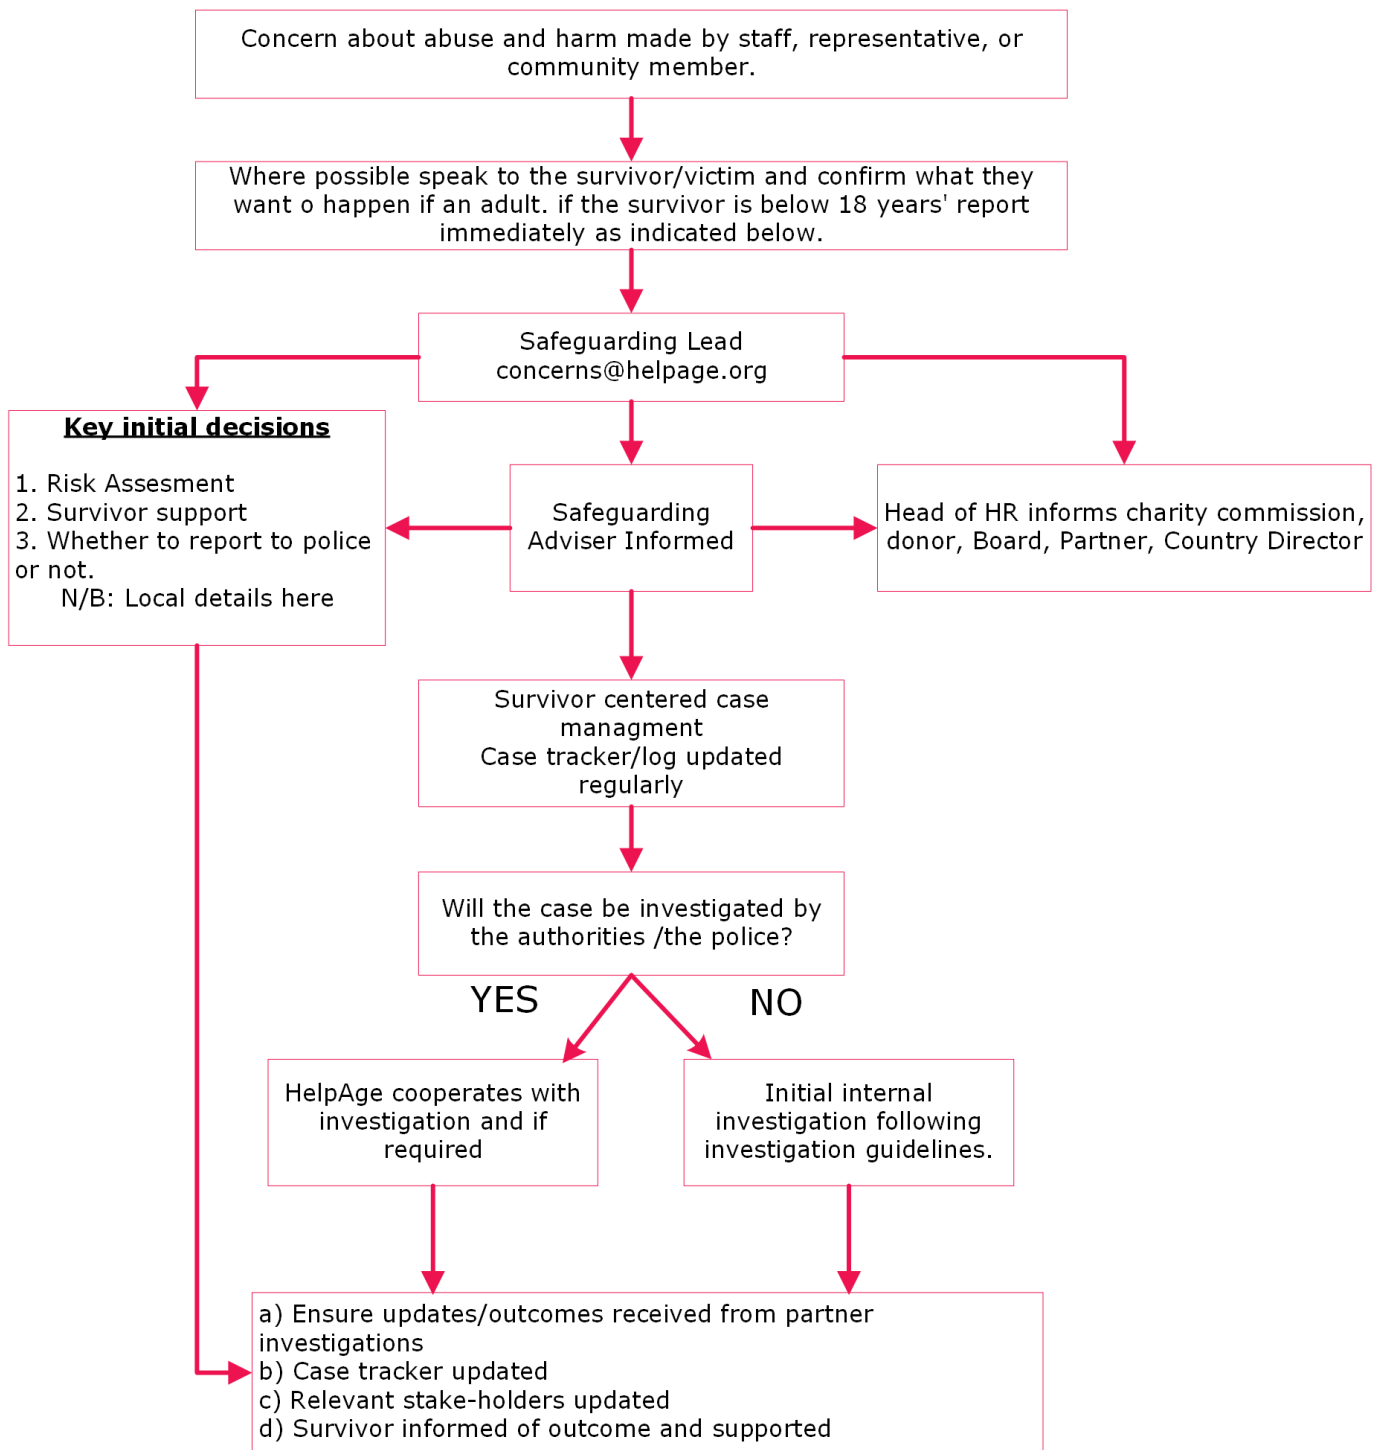 Concern about abuse and harm made by staff, representative, or
community member.
Where possible speak to the survivor/victim and confirm what they
want o happen if an adult. if the survivor is below 18 years' report
immediately as indicated below.
Safeguarding Lead
concerns@helpage.org
Key initial decisions
1. Risk Assesment
2. Survivor support
3. Whether to report to police
or not.
N/B: Local details here
Safeguarding
Adviser Informed
Head of HR informs charity commission,
donor, Board, Partner, Country Director
Survivor centered case
managment
Case tracker/log updated
regularly
Will the case be investigated by
the authorities /the police?
YES
NO
HelpAge cooperates with
investigation and if
required
Initial internal
investigation following
investigation guidelines.
a) Ensure updates/outcomes received from partner
investigations
b) Case tracker updated
c) Relevant stake-holders updated
d) Survivor informed of outcome and supported